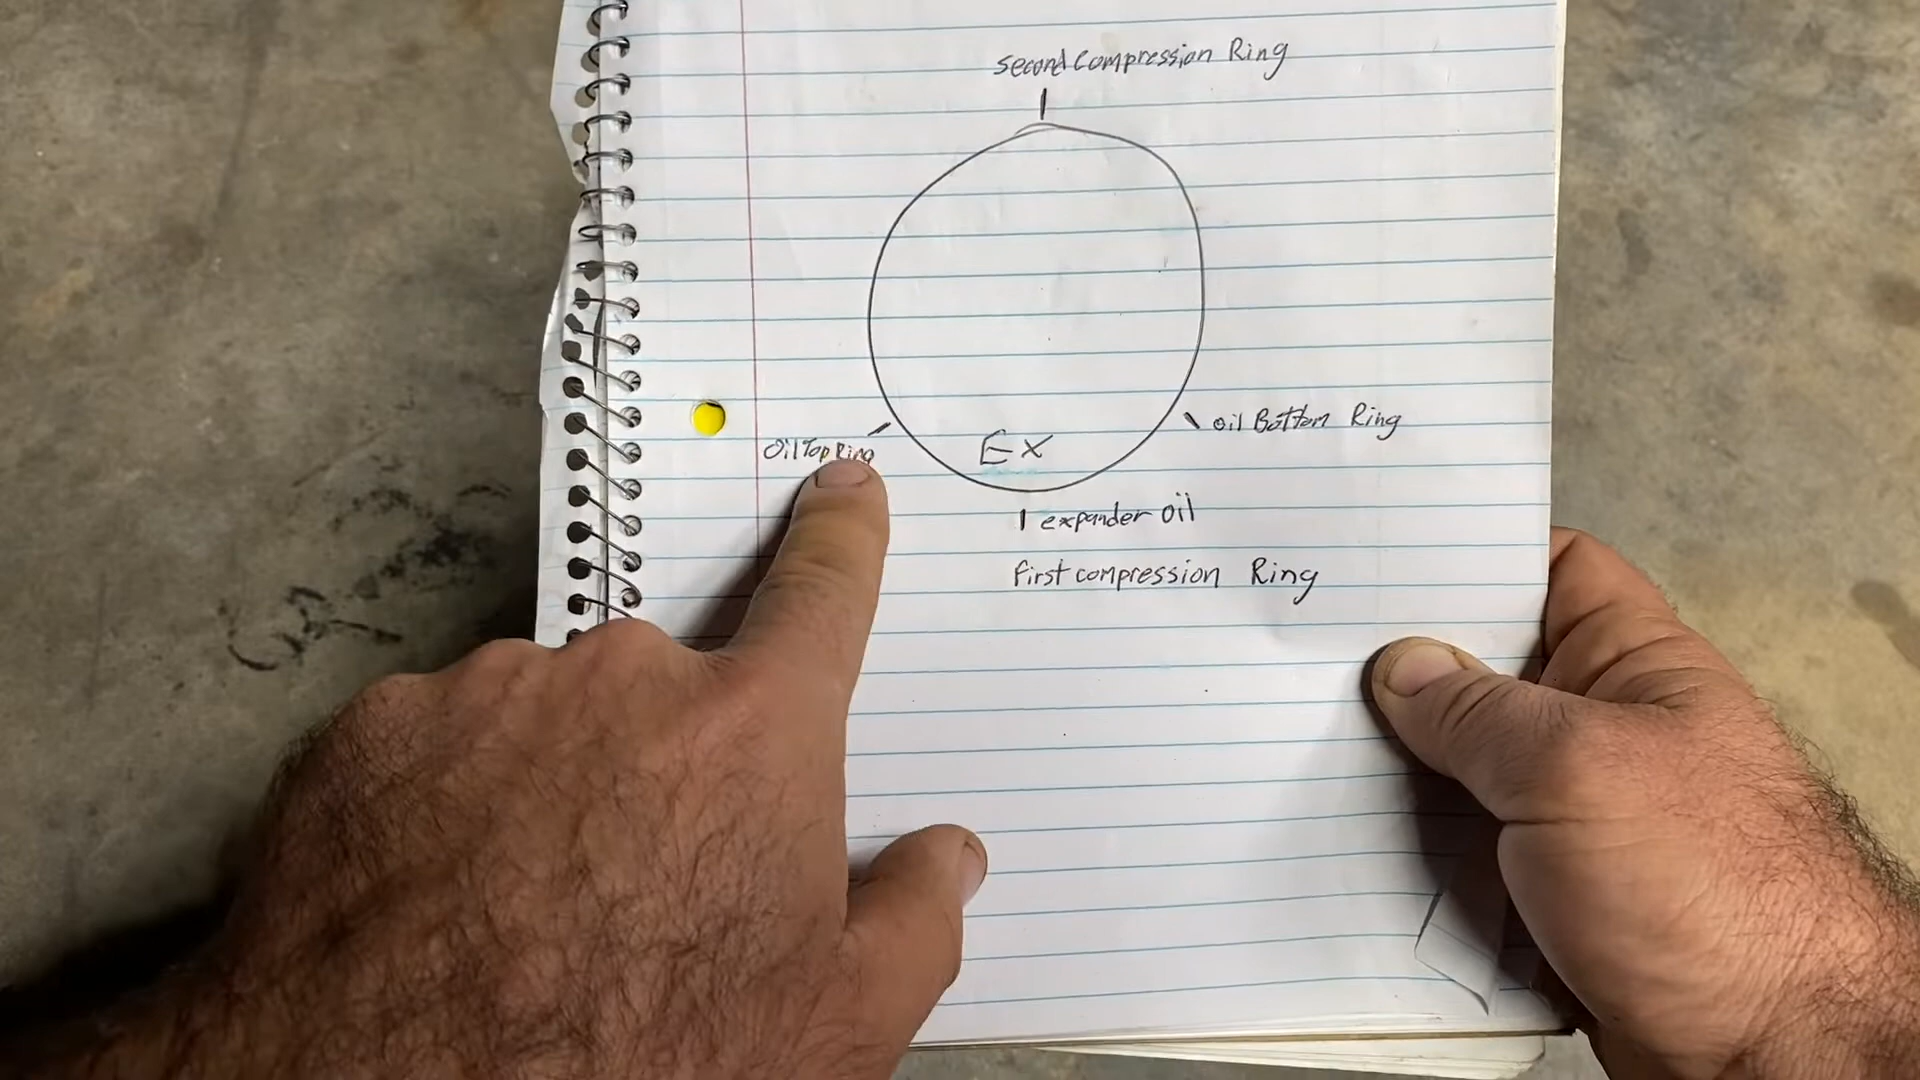 Second Compression Ring
Oil Top Ring
Oil Bottom Ring
Ex
expander oil
first compression Ring